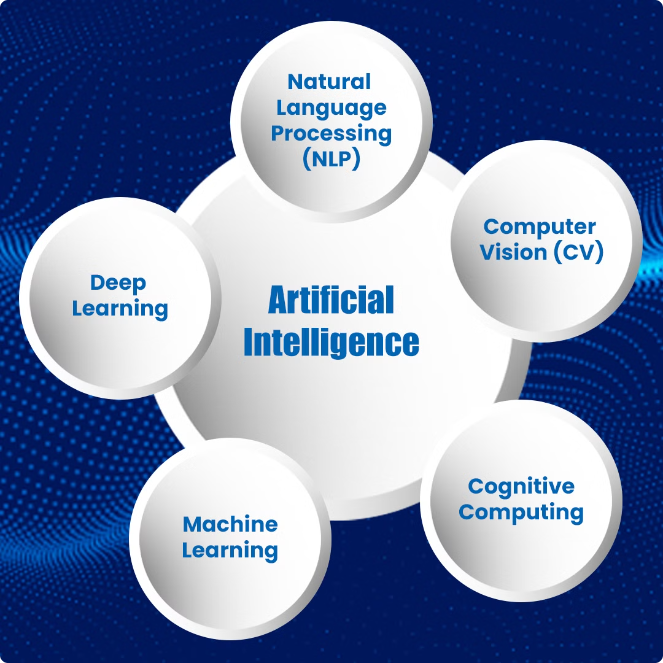 Natural
Language
Processing
(NLP)
Computer
Vision (CV)
Deep
Learning
Artificial
Intelligence
Cognitive
Computing
Machine
Learning